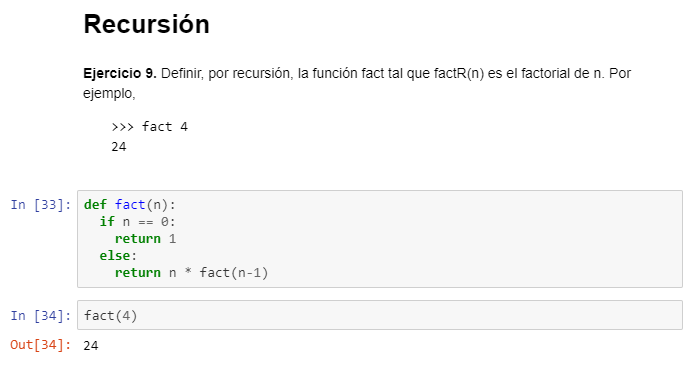 Recursión
Ejercicio 9. Definir, por recursión, la función fact tal que factR(n) es el factorial de n. Por
ejemplo,
>>> fact 4
24
In [33]: def fact(n):
  if n == 0:
    return 1
  else:
    return n * fact(n-1)
In [34]: fact(4)
Out[34]: 24